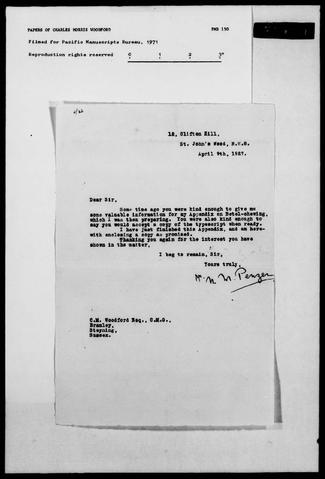 PAPERS OF CHARLES MORRIS WOODFORD
PMB 150
Filmed for Pacific Manuscripts Bureau, 1971
Reproduction rights reserved
0 1 2 3"
12, Clifton Hill,
St. John's Wood, N.W.8.
April 9th, 1927.
Dear Sir,
Some time ago you were kind enough to give me
some valuable information for my Appendix on Betel-chewing,
which I was then preparing. You were also kind enough to
say you would accept a copy of the typescript when ready.
I have just finished this Appendix, and am here-
with enclosing a copy as promised.
Thanking you again for the interest you have
shown in the matter,
I beg to remain, Sir,
Yours truly,
N. M. Penzer
C.M. Woodford Esq., C.M.G.,
Bramley,
Steyning,
Sussex.